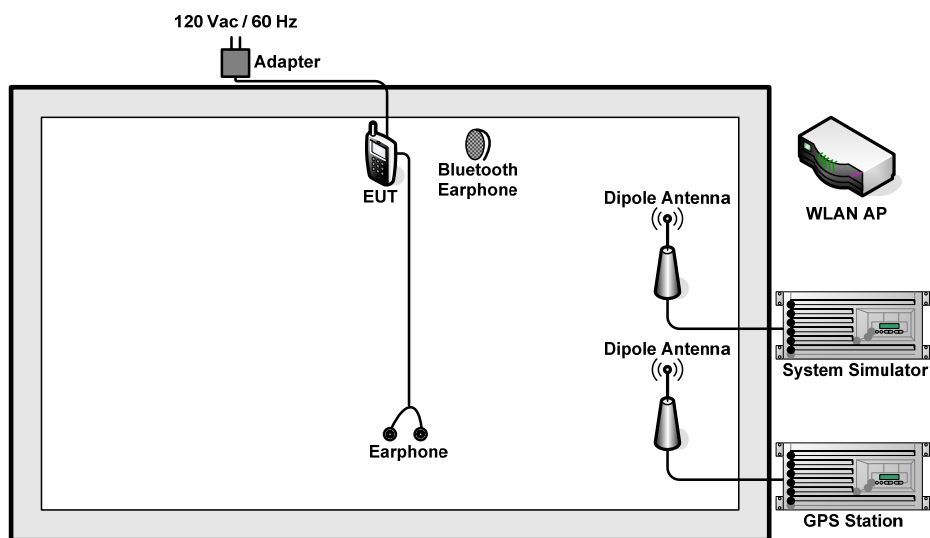 120 Vac / 60 Hz
Adapter
EUT
Bluetooth
Earphone
Dipole Antenna
WLAN AP
System Simulator
Dipole Antenna
Earphone
GPS Station